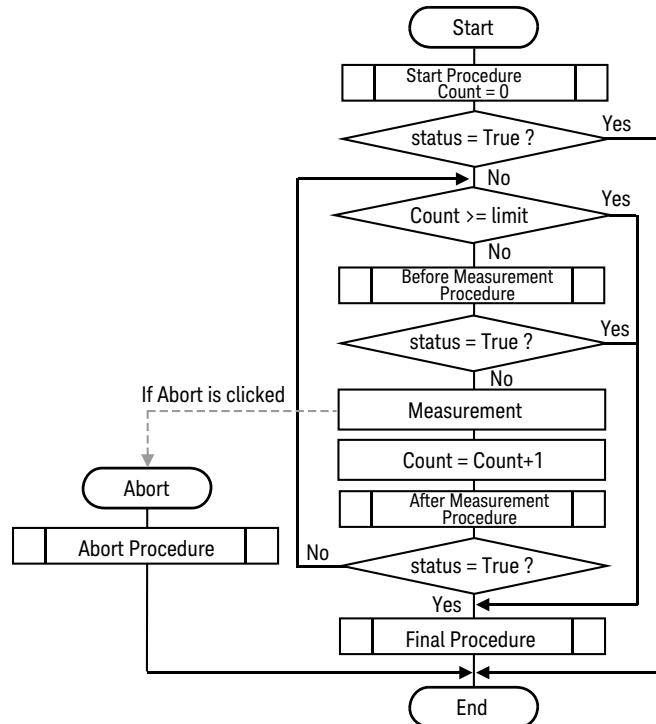 Start
Start Procedure
Count = 0
status = True ?
Yes
No
Count >= limit
Yes
No
Before Measurement
Procedure
status = True ?
Yes
No
If Abort is clicked
Measurement
Count = Count+1
Abort
After Measurement
Procedure
Abort Procedure
No
status = True ?
Yes
Final Procedure
End